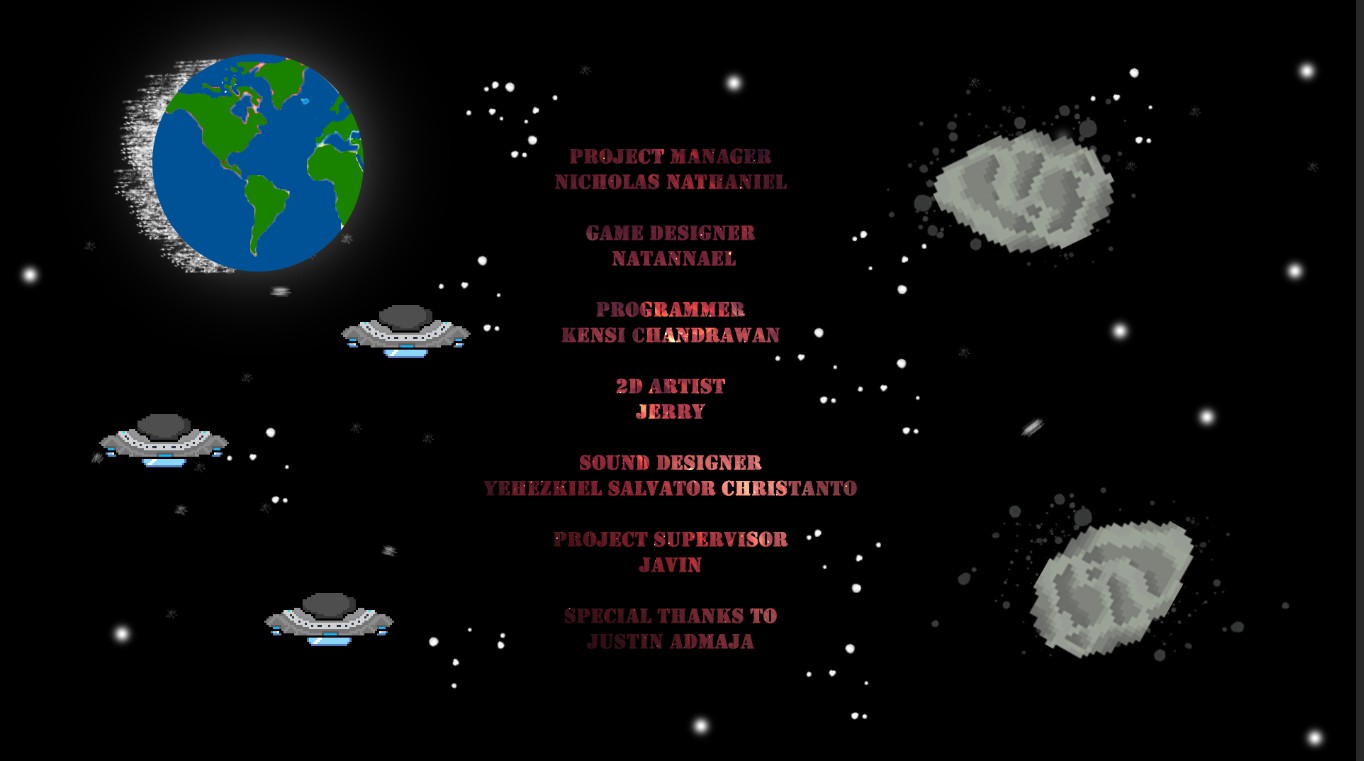 PROJECT MANAGER
NICHOLAS NATHANIEL
GAME DESIGNER
NATANNAEL
PROGRAMMER
KENSI CHANDRAWAN
2D ARTIST
JERRY
SOUND DESIGNER
YEHEZKIEL SALVATOR CHRISTANTO
PROJECT SUPERVISOR
JAVIN
SPECIAL THANKS TO
JUSTIN ADMAJA